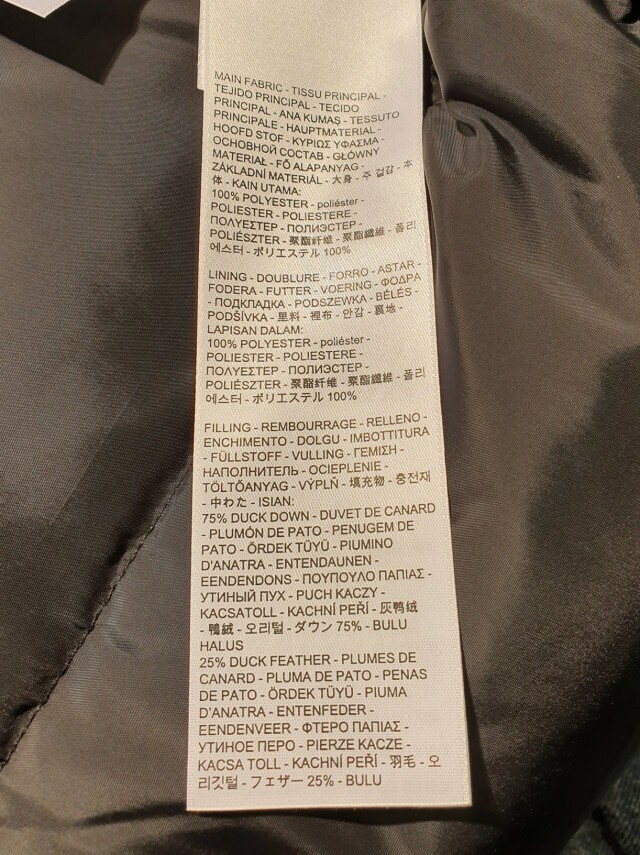 MAIN FABRIC - TISSU PRINCIPAL -
TEJIDO PRINCIPAL - TECIDO
PRINCIPAL - ANA KUMAŞ - TESSUTO
PRINCIPALE - HAUPTMATERIAL -
HOOFD STOF - ΚΥΡΙΩΣ ΥΦΑΣΜΑ -
ОСНОВНОЙ СОСТАВ - GŁÓWNY
MATERIAŁ - FŐ ALAPANYAG -
ZÁKLADNÍ MATERIÁL - 大身 - 주 겉감 - 本
体 - KAIN UTAMA:
100% POLYESTER - poliéster -
POLIESTER - POLIESTERE -
ΠΟΛΥΕΣΤΕΡ - ПОЛИЭСТЕР -
POLIÉSZTER - 聚酯纤维 - 聚酯纖維 - 폴리
에스터 - ポリエステル 100%
LINING - DOUBLURE - FORRO - ASTAR -
FODERA - FUTTER - VOERING - ΦΟΔΡΑ
- ПОДКЛАДКА - PODSZEWKA - BÉLÉS -
PODŠÍVKA - 里料 - 裡布 - 안감 - 裏地 -
LAPISAN DALAM:
100% POLYESTER - poliéster -
POLIESTER - POLIESTERE -
ΠΟΛΥΕΣΤΕΡ - ПОЛИЭСТЕР -
POLIÉSZTER - 聚酯纤维 - 聚酯纖維 - 폴리
에스터 - ポリエステル 100%
FILLING - REMBOURRAGE - RELLENO -
ENCHIMENTO - DOLGU - IMBOTTITURA
- FÜLLSTOFF - VULLING - ΓΕΜΙΣΗ -
НАПОЛНИТЕЛЬ - OCIEPLENIE -
TÖLTŐANYAG - VÝPLŇ - 填充物 - 충전재
- 中わた - ISIAN:
75% DUCK DOWN - DUVET DE CANARD
- PLUMÓN DE PATO - PENUGEM DE
PATO - ÖRDEK TÜYÜ - PIUMINO
D'ANATRA - ENTENDAUNEN -
EENDENDONS - ΠΟΥΠΟΥΛΟ ΠΑΠΙΑΣ -
УТИНЫЙ ПУХ - PUCH KACZY -
KACSATOLL - KACHNÍ PEŘÍ - 灰鸭绒
- 鴨絨 - 오리털 - ダウン 75% - BULU
HALUS
25% DUCK FEATHER - PLUMES DE
CANARD - PLUMA DE PATO - PENAS
DE PATO - ÖRDEK TÜYÜ - PIUMA
D'ANATRA - ENTENFEDER -
EENDENVEER - ΦΤΕΡΟ ΠΑΠΙΑΣ -
УТИНОЕ ПЕРО - PIERZE KACZE -
KACSA TOLL - KACHNÍ PEŘÍ - 羽毛 - 오
리깃털 - フェザー 25% - BULU